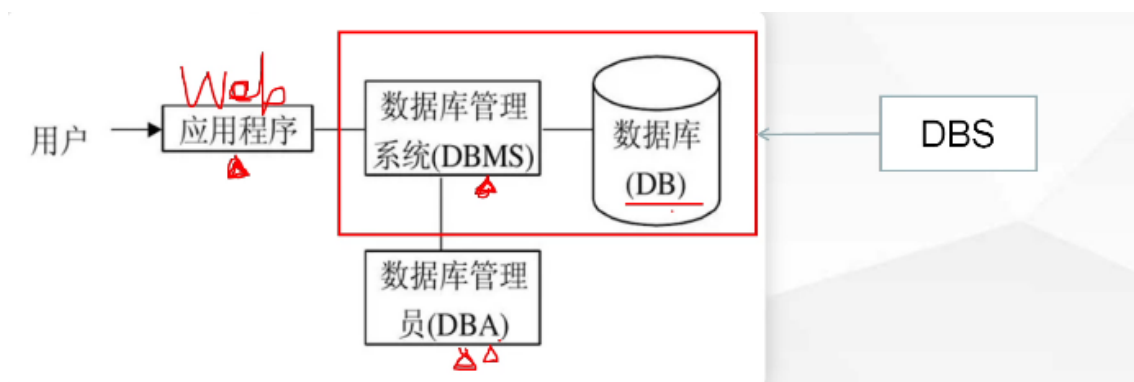 Web
用户
应用程序
数据库管理
系统(DBMS)
数据库
(DB)
DBS
数据库管理
员(DBA)